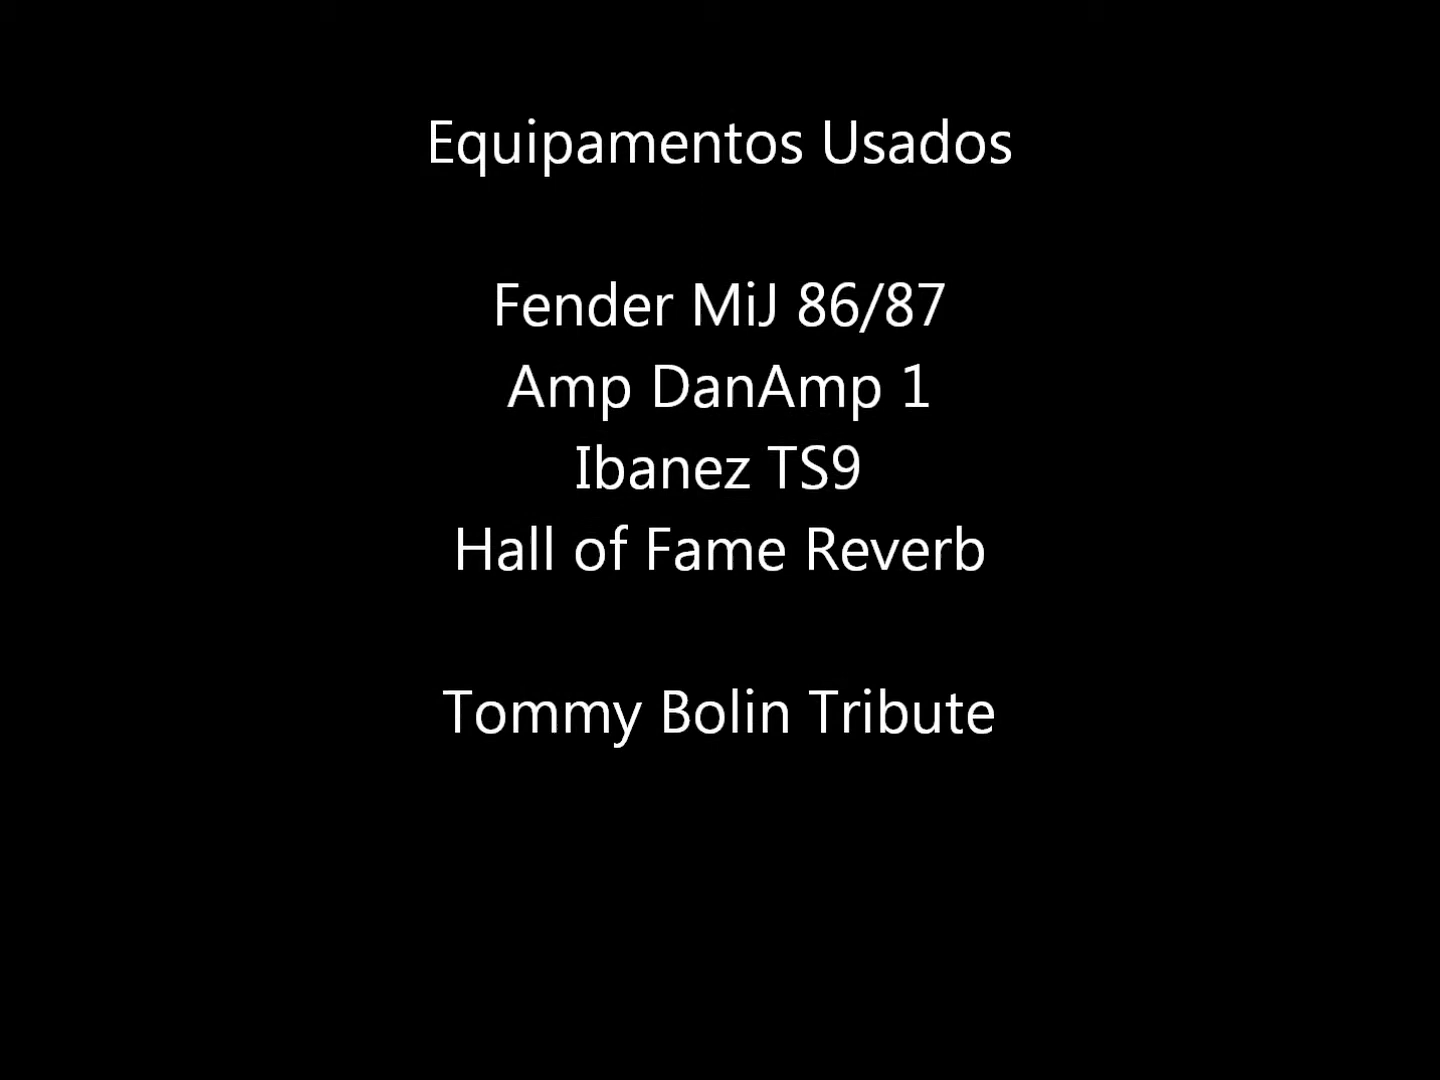 Equipamentos Usados
Fender MiJ 86/87
Amp DanAmp 1
Ibanez TS9
Hall of Fame Reverb
Tommy Bolin Tribute